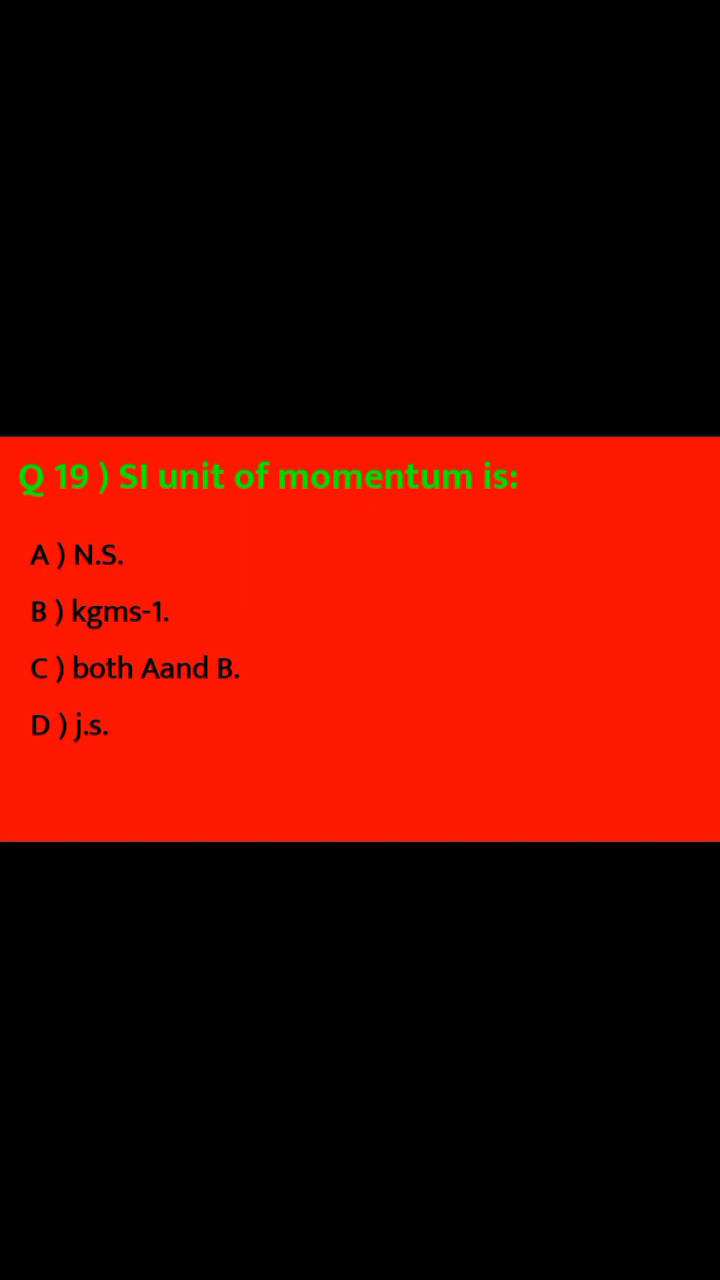 Q 19 ) SI unit of momentum is:
A ) N.S.
B ) kgms-1.
C ) both Aand B.
D ) j.s.